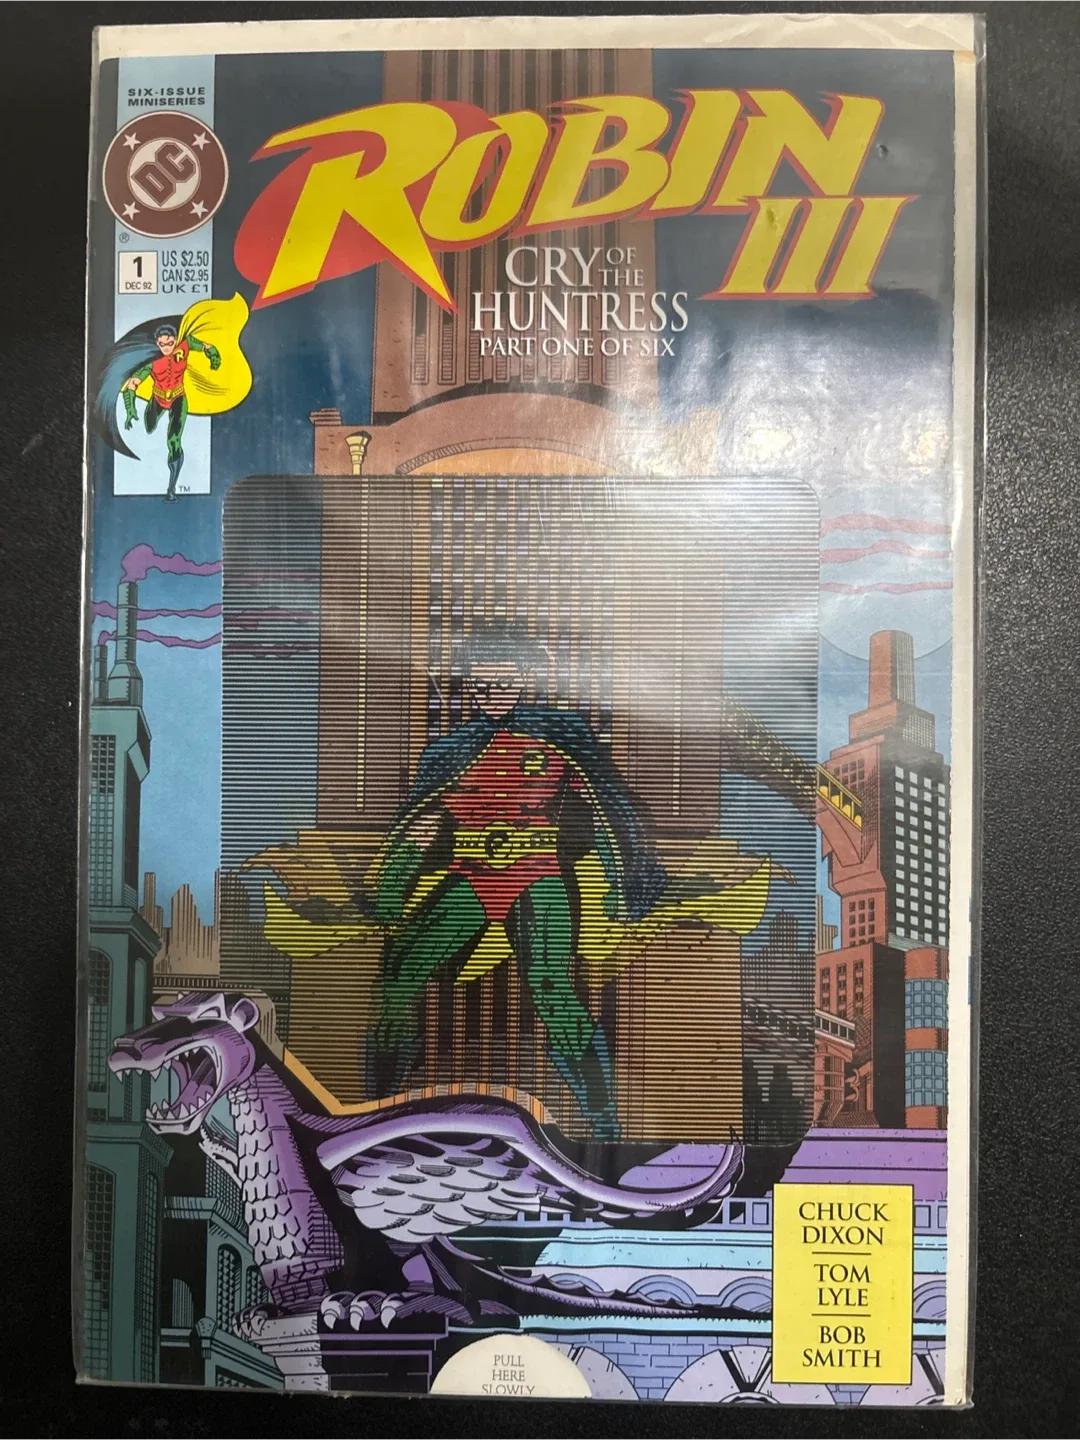 SIX-ISSUE
MINISERIES
DC
®
1
DEC 92
US $2.50
CAN $2.95
UK £1
R
TM
ROBIN
III
CRY OF THE
HUNTRESS
PART ONE OF SIX
R
CHUCK
DIXON
TOM
LYLE
BOB
SMITH
PULL
HERE
SLOWLY